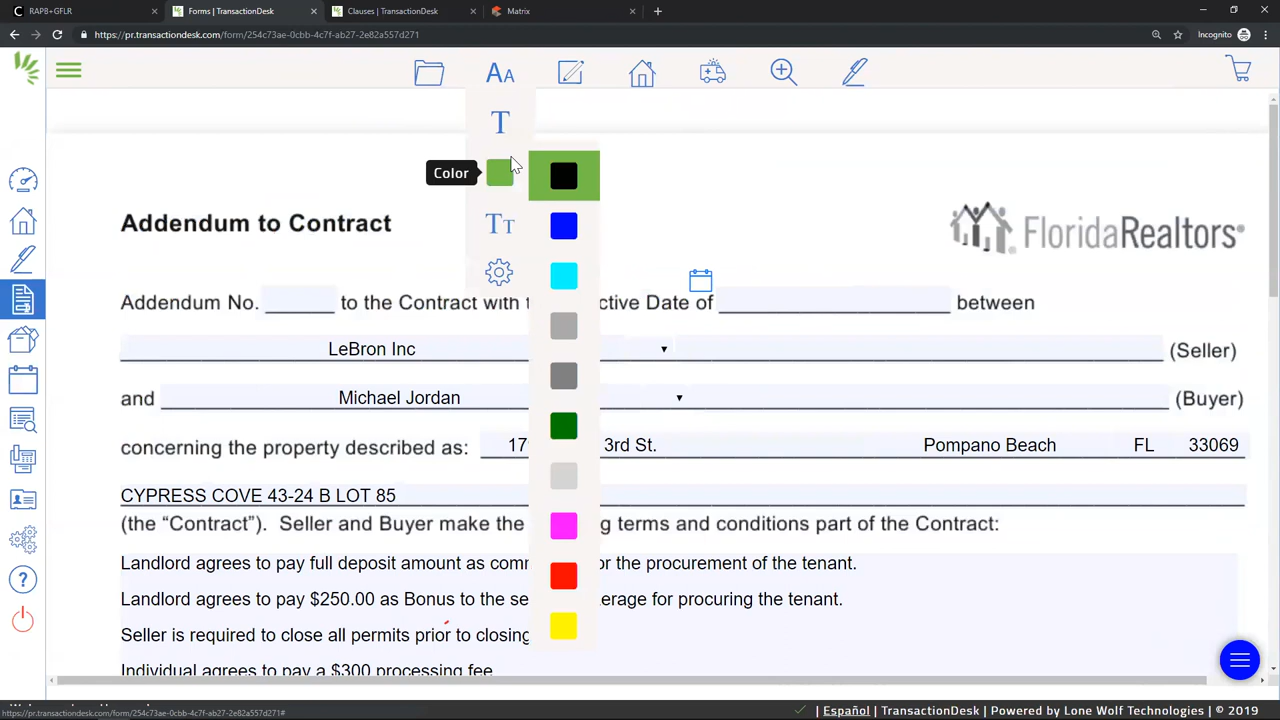 RAPB+GFLR
Forms | TransactionDesk
Clauses | TransactionDesk
Matrix
https://pr.transactiondesk.com/form/254c73ae-0cbb-4c7f-ab27-2e82a557d371
Incognito
AA
T
Color
TT
Addendum to Contract
FloridaRealtors®
Addendum No. to the Contract with ctive Date of between
LeBron Inc (Seller)
and Michael Jordan (Buyer)
concerning the property described as: 3rd St. Pompano Beach FL 33069
CYPRESS COVE 43-24 B LOT 85
(the “Contract”). Seller and Buyer make the g terms and conditions part of the Contract:
Landlord agrees to pay full deposit amount as or the procurement of the tenant.
Landlord agrees to pay $250.00 as Bonus to the erage for procuring the tenant.
Seller is required to close all permits prior to closing
Individual agrees to pay a $300 processing fee
https://pr.transactiondesk.com/form/254c73ae-0cbb-4c7f-ab27-2e82a557d371#
Español | TransactionDesk | Powered by Lone Wolf Technologies | © 2019